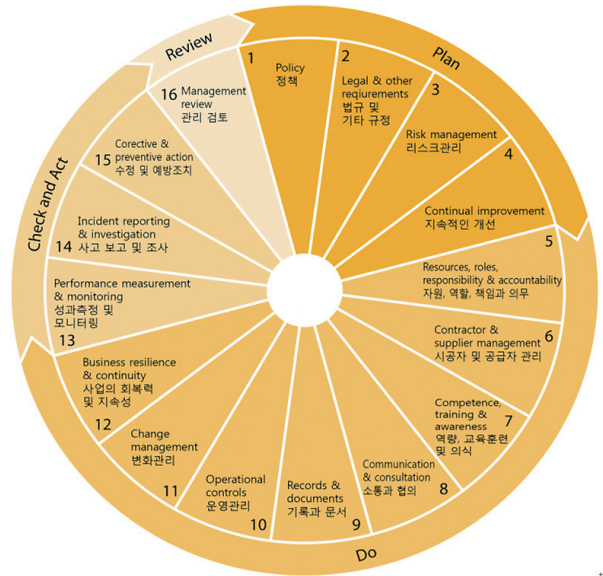 Plan
Do
Check and Act
Review
1
Policy
정책
2
Legal & other
reqiurements
법규 및
기타 규정
3
Risk management
리스크관리
4
Continual improvement
지속적인 개선
5
Resources, roles,
responsibility & accountability
자원, 역할, 책임과 의무
6
Contractor &
supplier management
시공자 및 공급자 관리
7
Competence,
training &
awareness
역량, 교육훈련
및 의식
8
Communication
& consultation
소통과 협의
9
Records &
documents
기록과 문서
10
Operational
controls
운영관리
11
Change
management
변화관리
12
Business resilience
& continuity
사업의 회복력
및 지속성
13
Performance measurement
& monitoring
성과측정 및
모니터링
14
Incident reporting
& investigation
사고 보고 및 조사
15
Corective &
preventive action
수정 및 예방조치
16
Management
review
관리 검토